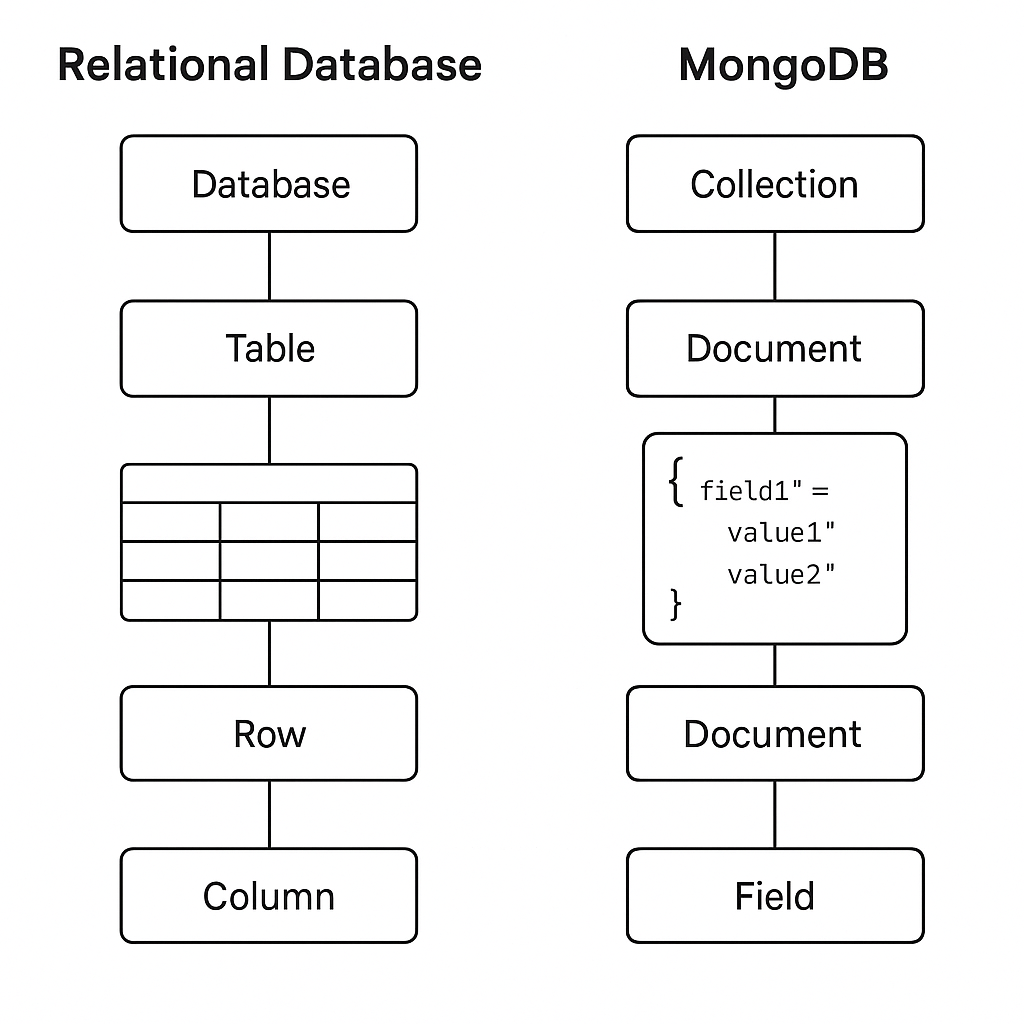 Relational Database
Database
Table
Row
Column
MongoDB
Collection
Document
{ field1" =
value1"
value2"
}
Document
Field